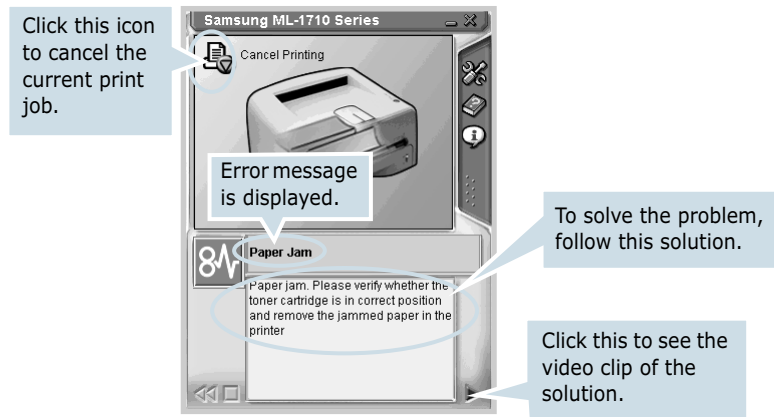 Click this icon
to cancel the
current print
job.
Samsung ML-1710 Series
Cancel Printing
Error message
is displayed.
To solve the problem,
follow this solution.
Paper Jam
Paper jam. Please verify whether the
toner cartridge is in correct position
and remove the jammed paper in the
printer
Click this to see the
video clip of the
solution.